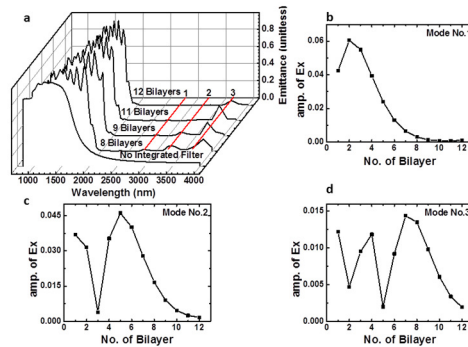 a
Emittance (unitless)
0.8
0.6
0.4
0.2
0.0
12 Bilayers
1
2
3
11 Bilayers
9 Bilayers
8 Bilayers
No Integrated Filter
1000 1500 2000 2500 3000 3500 4000
Wavelength (nm)
b
Mode No.1
amp. of Ex
0.06
0.04
0.02
0.00
0 2 4 6 8 10 12
No. of Bilayer
c
Mode No.2
amp. of Ex
0.045
0.030
0.015
0.000
0 2 4 6 8 10 12
No. of Bilayer
d
Mode No.3
amp. of Ex
0.015
0.010
0.005
0.000
0 2 4 6 8 10 12
No. of Bilayer